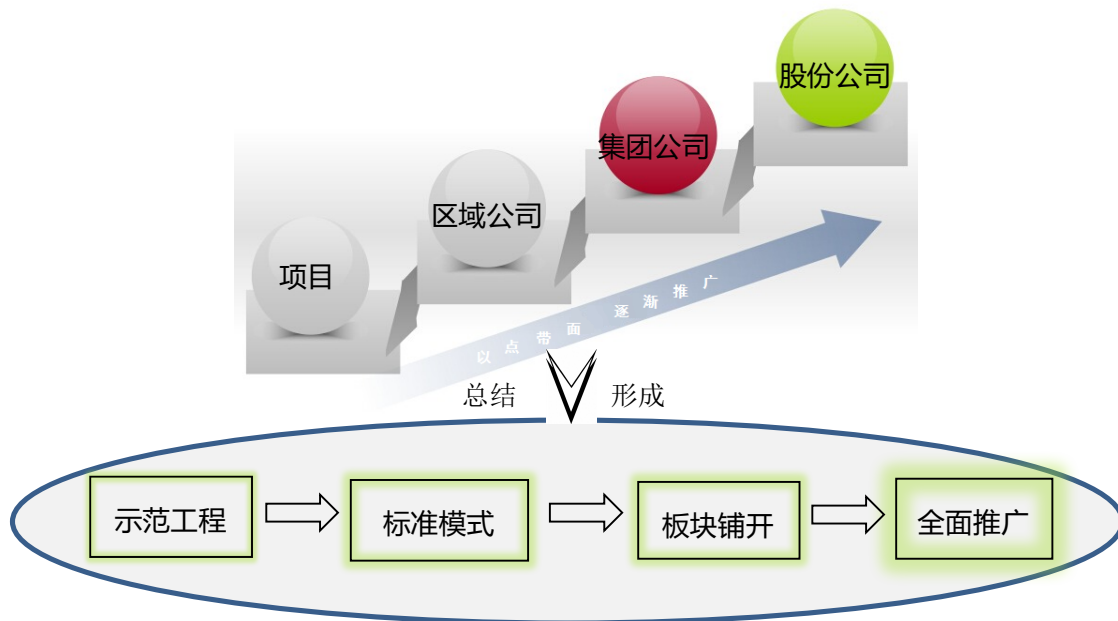 股份公司
集团公司
区域公司
项目
以点带面 逐渐推广
总结 形成
示范工程 标准模式 板块铺开 全面推广